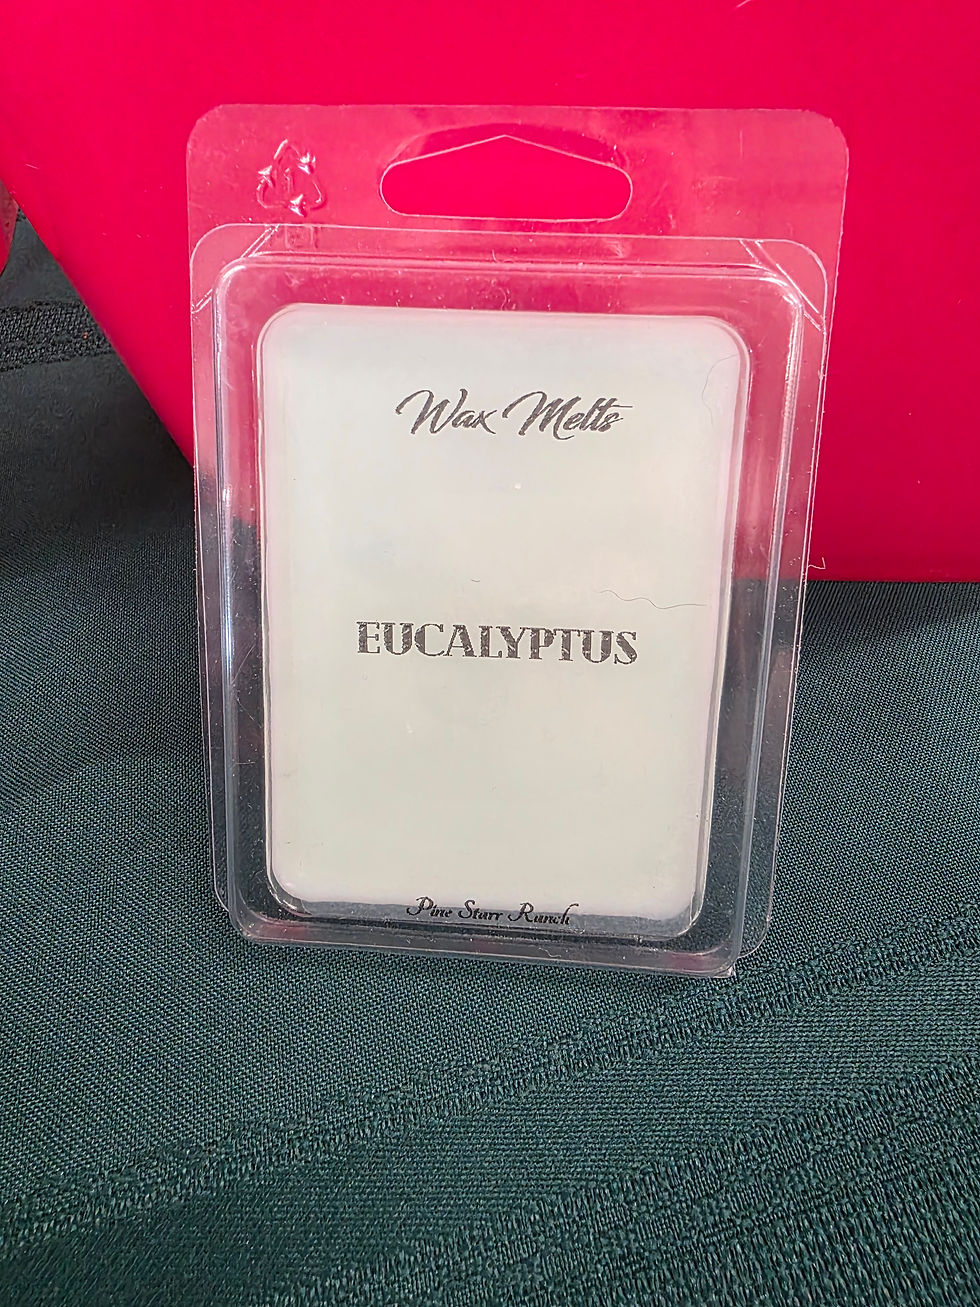 Wax Melts
EUCALYPTUS
Pine Starr Ranch